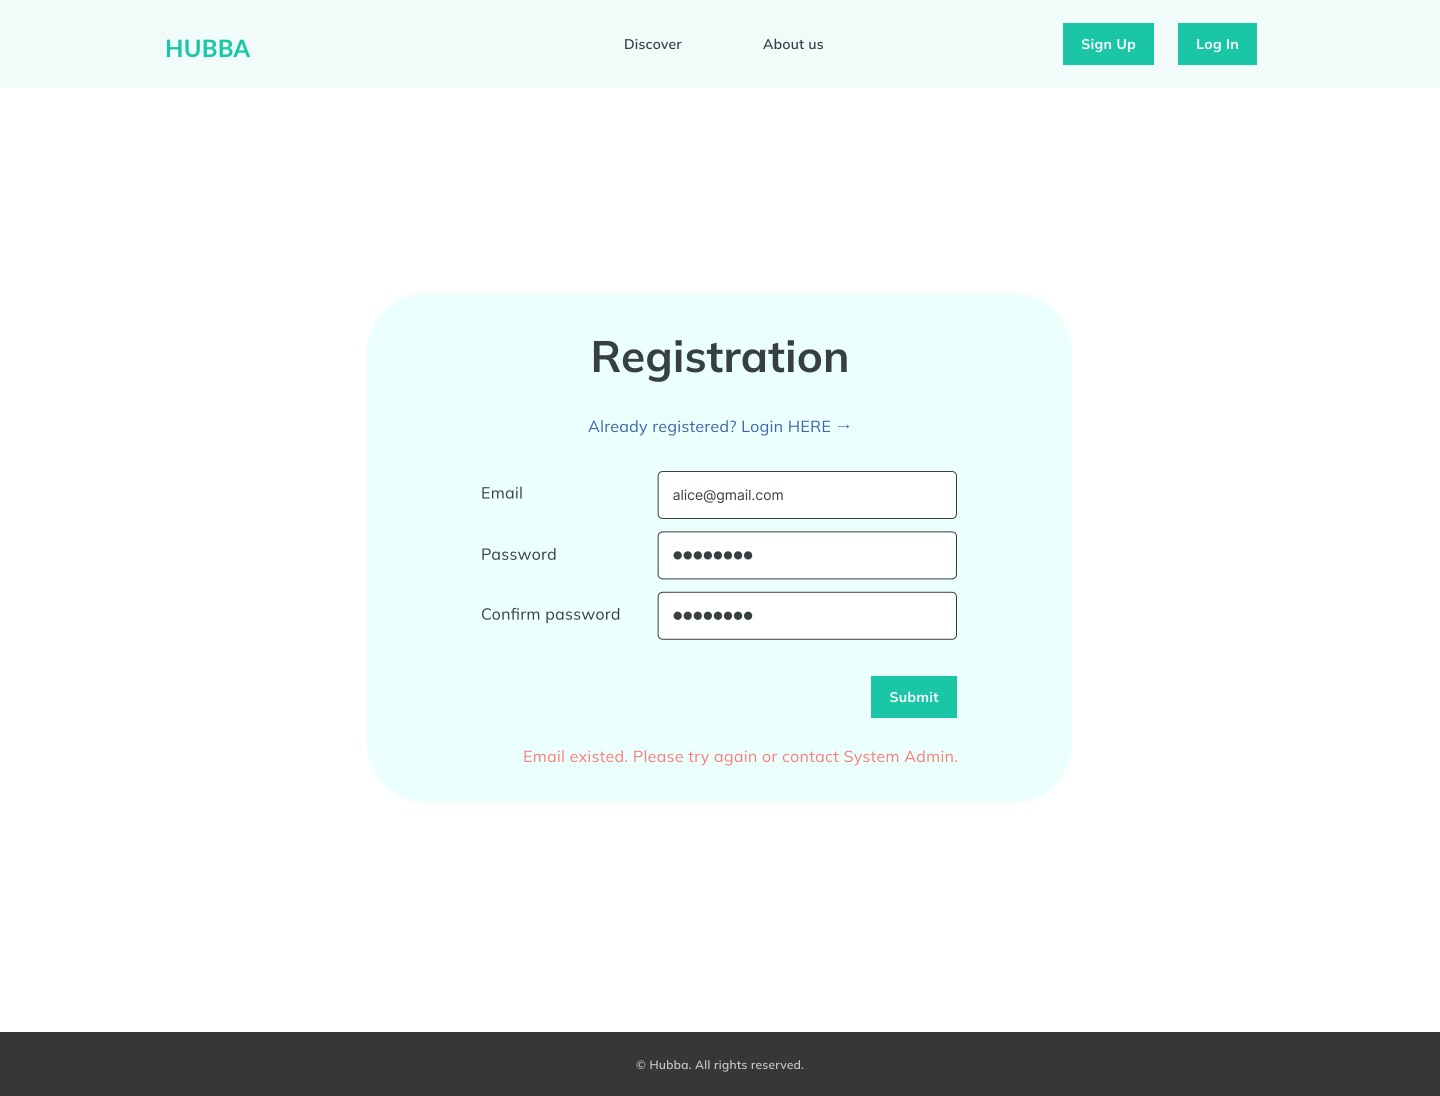 HUBBA
Discover
About us
Sign Up
Log In
Registration
Already registered? Login HERE →
Email
alice@gmail.com
Password
●●●●●●●●
Confirm password
●●●●●●●●
Submit
Email existed. Please try again or contact System Admin.
© Hubba. All rights reserved.